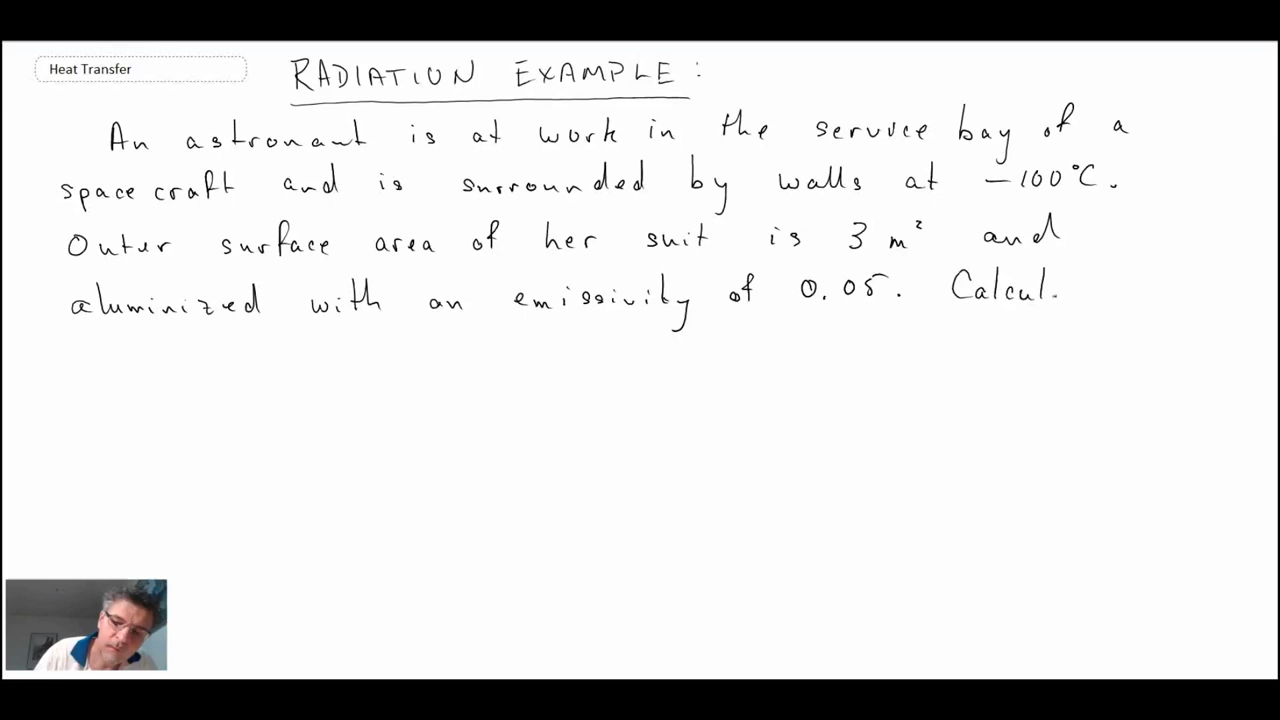 Heat Transfer
RADIATION EXAMPLE:
An astronaut is at work in the service bay of a
space craft and is surrounded by walls at -100°C.
Outer surface area of her suit is 3 m² and
aluminized with an emissivity of 0.05. Calcul.